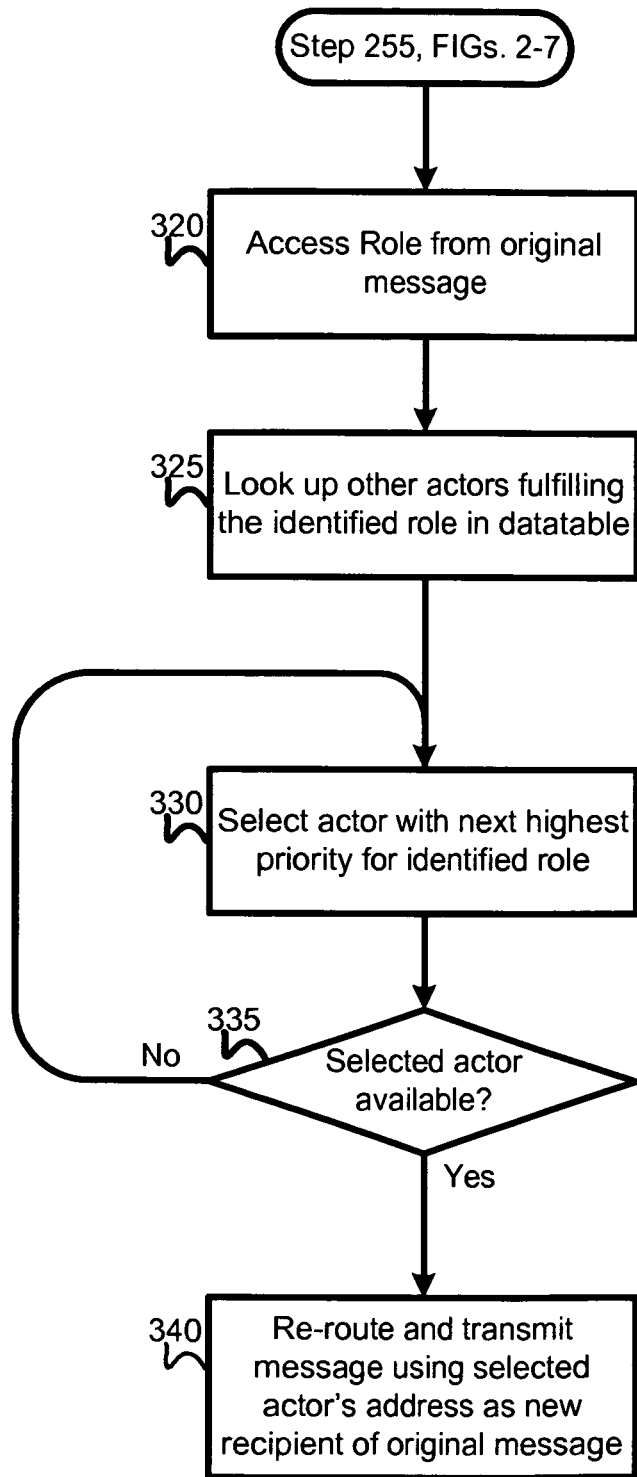 Step 255, FIGs. 2-7
320
Access Role from original
message
325
Look up other actors fulfilling
the identified role in datatable
330
Select actor with next highest
priority for identified role
335
No
Selected actor
available?
Yes
340
Re-route and transmit
message using selected
actor's address as new
recipient of original message